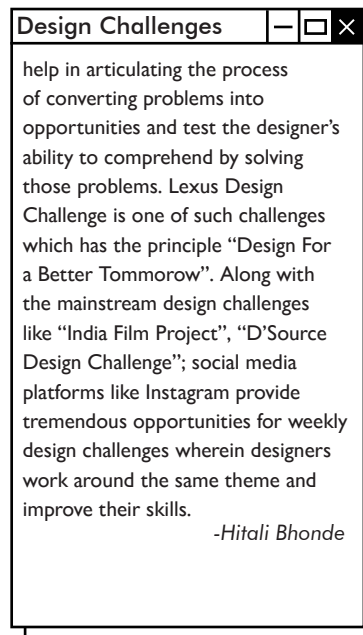 Design Challenges
help in articulating the process
of converting problems into
opportunities and test the designer’s
ability to comprehend by solving
those problems. Lexus Design
Challenge is one of such challenges
which has the principle “Design For
a Better Tommorow”. Along with
the mainstream design challenges
like “India Film Project”, “D’Source
Design Challenge”; social media
platforms like Instagram provide
tremendous opportunities for weekly
design challenges wherein designers
work around the same theme and
improve their skills.
-Hitali Bhonde